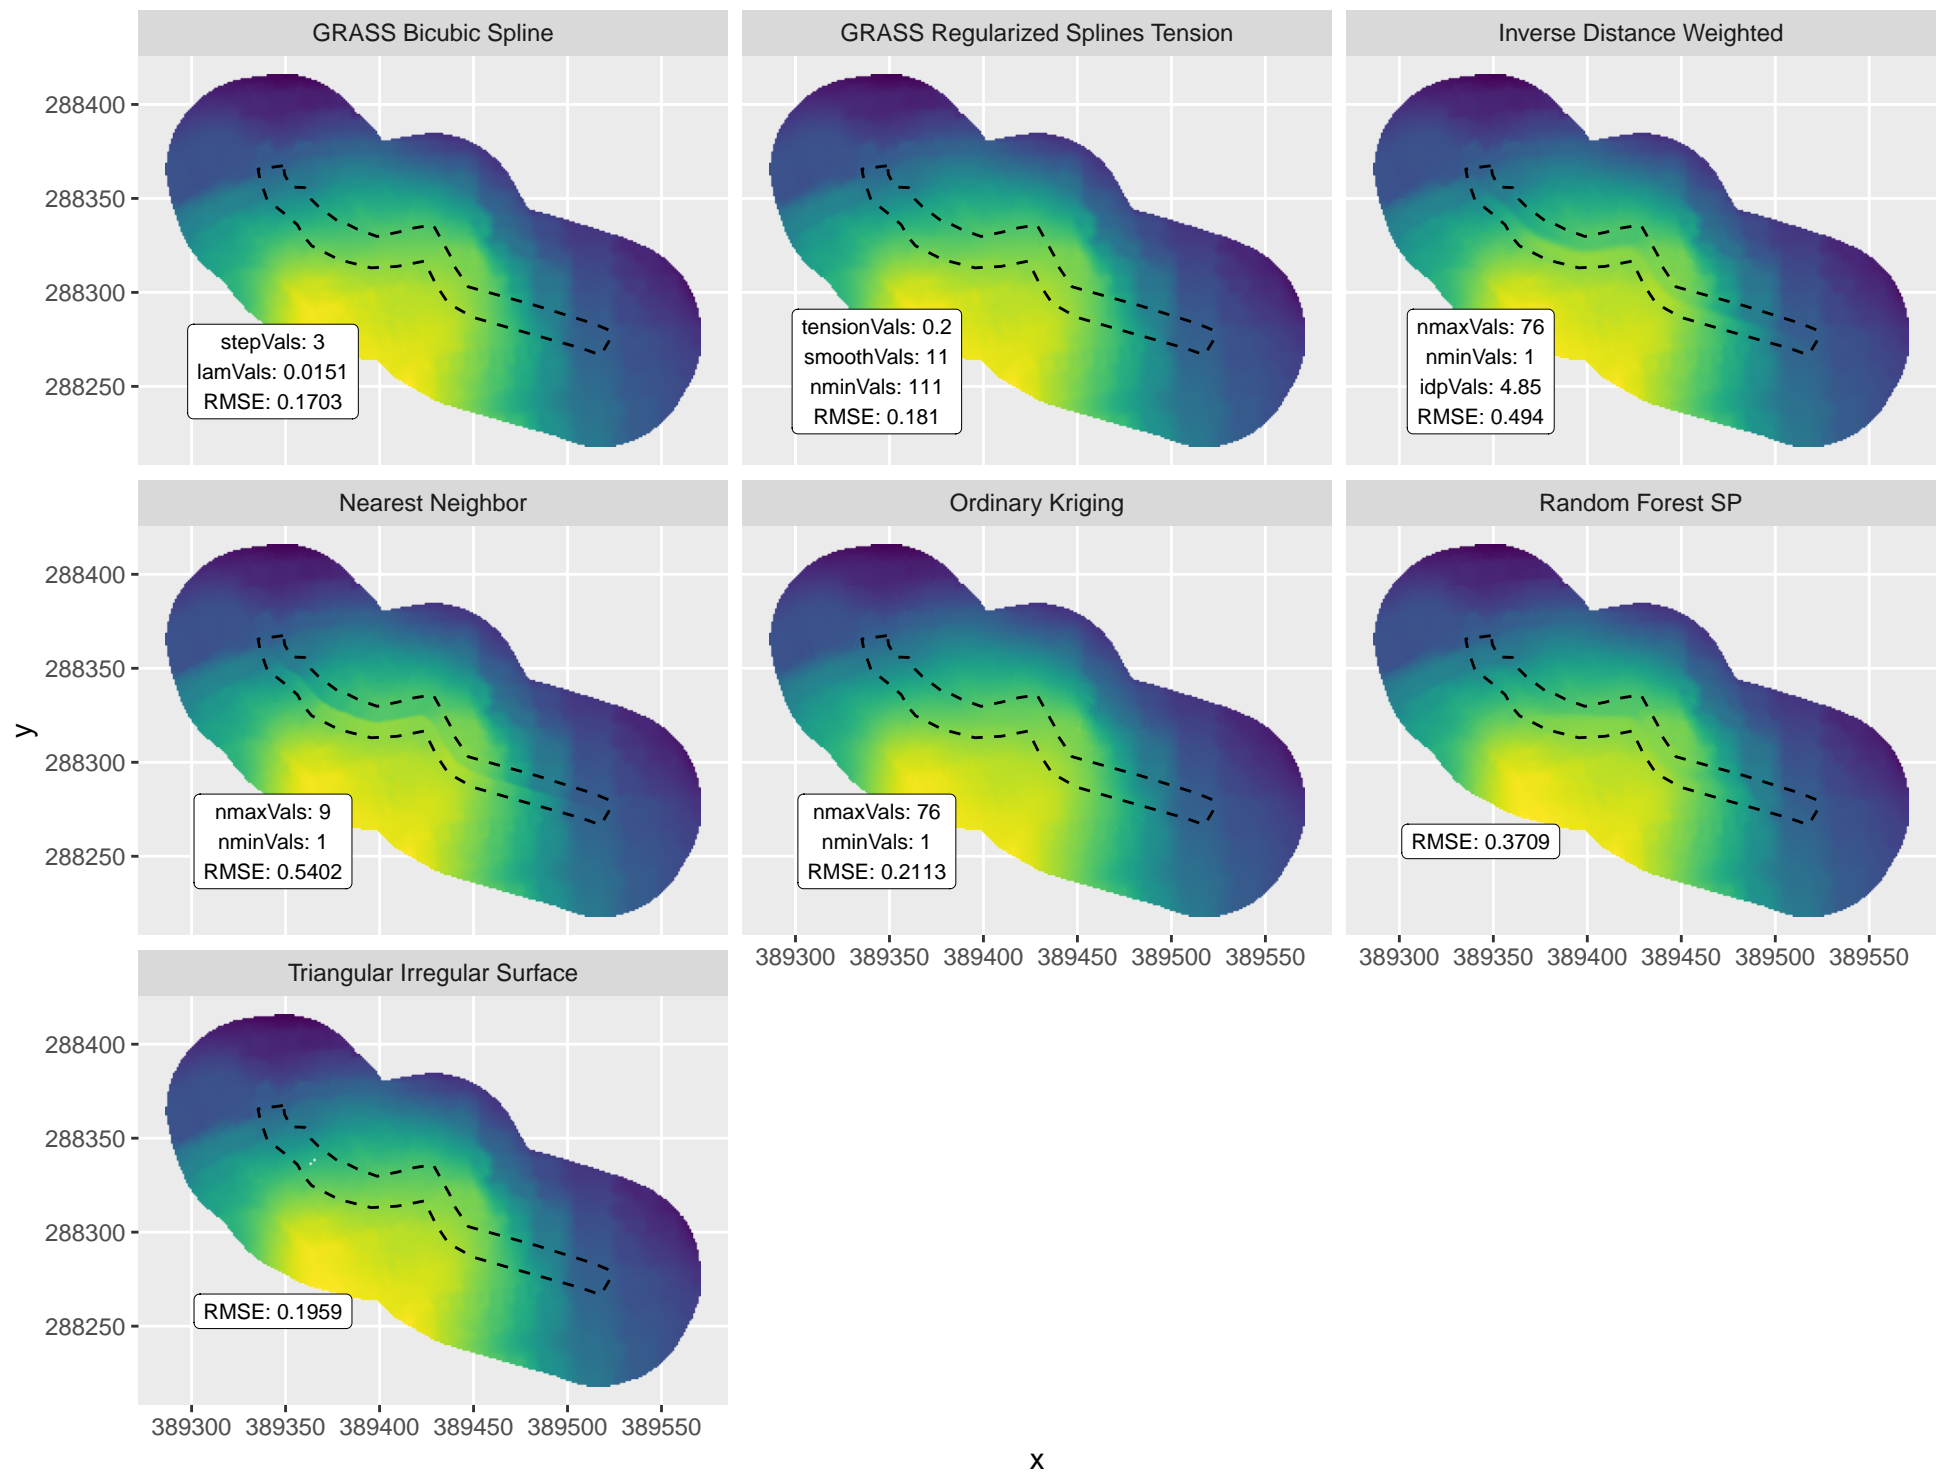 GRASS Bicubic Spline
GRASS Regularized Splines Tension
Inverse Distance Weighted
288400
288350
288300
288250
stepVals: 3
lamVals: 0.0151
RMSE: 0.1703
tensionVals: 0.2
smoothVals: 11
nminVals: 111
RMSE: 0.181
nmaxVals: 76
nminVals: 1
idpVals: 4.85
RMSE: 0.494
Nearest Neighbor
Ordinary Kriging
Random Forest SP
288400
288350
288300
288250
nmaxVals: 9
nminVals: 1
RMSE: 0.5402
nmaxVals: 76
nminVals: 1
RMSE: 0.2113
RMSE: 0.3709
y
389300 389350 389400 389450 389500 389550
389300 389350 389400 389450 389500 389550
Triangular Irregular Surface
288400
288350
288300
288250
RMSE: 0.1959
389300 389350 389400 389450 389500 389550
x